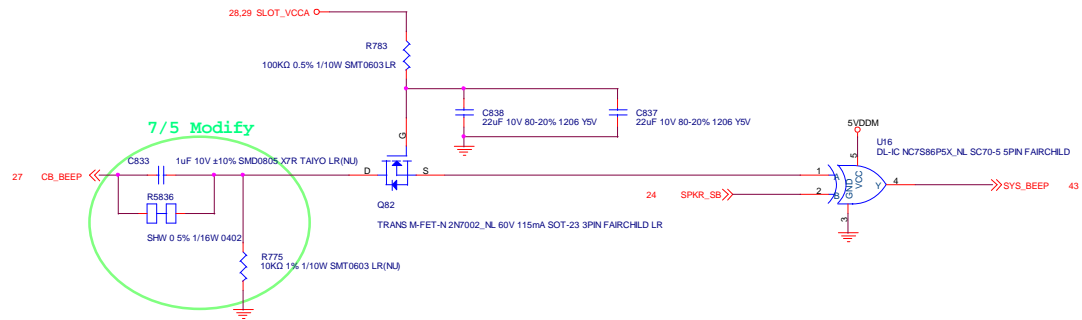 28,29 SLOT_VCCA
R783
100KΩ 0.5% 1/10W SMT0603 LR
C838
22uF 10V 80-20% 1206 Y5V
C837
22uF 10V 80-20% 1206 Y5V
7/5 Modify
C833
1uF 10V ±10% SMD0805 X7R TAIYO LR(NU)
27 CB_BEEP
R5836
SHW 0 5% 1/16W 0402
R775
10KΩ 1% 1/10W SMT0603 LR(NU)
G
D
S
Q82
TRANS M-FET-N 2N7002_NL 60V 115mA SOT-23 3PIN FAIRCHILD LR
24 SPKR_SB
5VDDM
U16
DL-IC NC7S86P5X_NL SC70-5 5PIN FAIRCHILD
5
1
A
2
B
GND
VCC
Y
4
3
SYS_BEEP 43